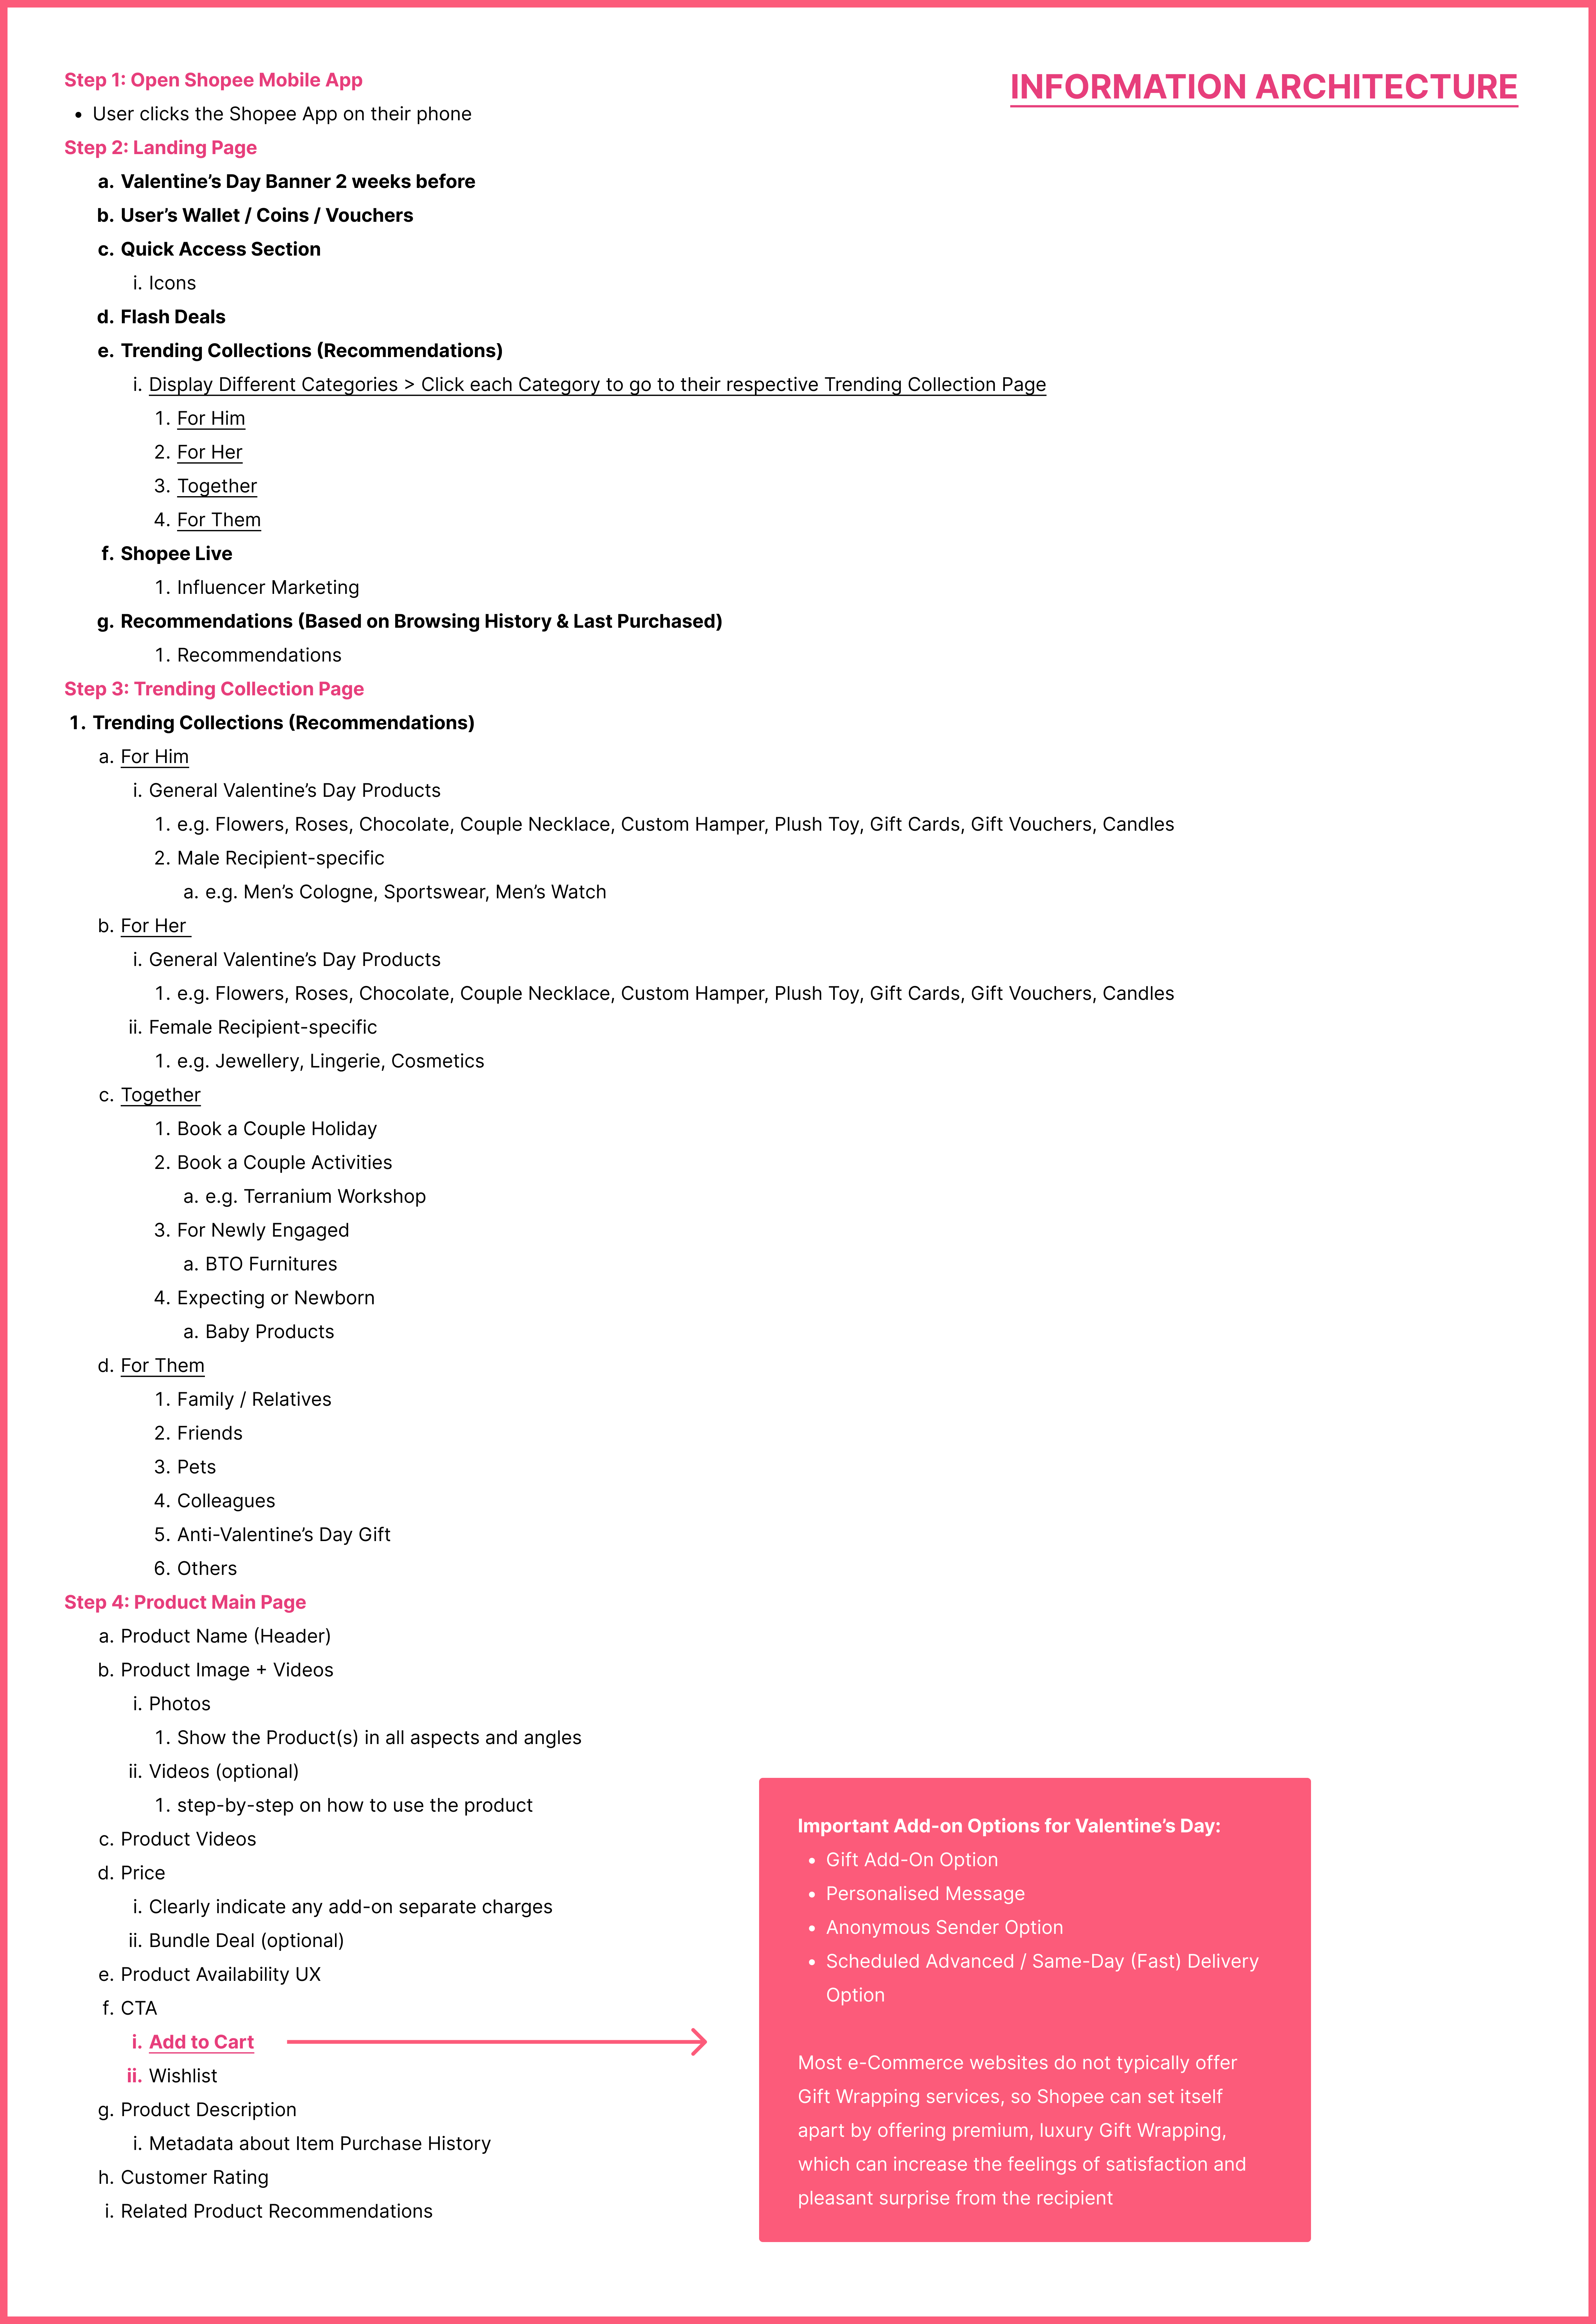 INFORMATION ARCHITECTURE
Step 1: Open Shopee Mobile App
• User clicks the Shopee App on their phone
Step 2: Landing Page
a. Valentine’s Day Banner 2 weeks before
b. User’s Wallet / Coins / Vouchers
c. Quick Access Section
i. Icons
d. Flash Deals
e. Trending Collections (Recommendations)
i. Display Different Categories > Click each Category to go to their respective Trending Collection Page
1. For Him
2. For Her
3. Together
4. For Them
f. Shopee Live
1. Influencer Marketing
g. Recommendations (Based on Browsing History & Last Purchased)
1. Recommendations
Step 3: Trending Collection Page
1. Trending Collections (Recommendations)
a. For Him
i. General Valentine’s Day Products
1. e.g. Flowers, Roses, Chocolate, Couple Necklace, Custom Hamper, Plush Toy, Gift Cards, Gift Vouchers, Candles
2. Male Recipient-specific
a. e.g. Men’s Cologne, Sportswear, Men’s Watch
b. For Her
i. General Valentine’s Day Products
1. e.g. Flowers, Roses, Chocolate, Couple Necklace, Custom Hamper, Plush Toy, Gift Cards, Gift Vouchers, Candles
ii. Female Recipient-specific
1. e.g. Jewellery, Lingerie, Cosmetics
c. Together
1. Book a Couple Holiday
2. Book a Couple Activities
a. e.g. Terranium Workshop
3. For Newly Engaged
a. BTO Furnitures
4. Expecting or Newborn
a. Baby Products
d. For Them
1. Family / Relatives
2. Friends
3. Pets
4. Colleagues
5. Anti-Valentine’s Day Gift
6. Others
Step 4: Product Main Page
a. Product Name (Header)
b. Product Image + Videos
i. Photos
1. Show the Product(s) in all aspects and angles
ii. Videos (optional)
1. step-by-step on how to use the product
c. Product Videos
d. Price
i. Clearly indicate any add-on separate charges
ii. Bundle Deal (optional)
e. Product Availability UX
f. CTA
i. Add to Cart
ii. Wishlist
g. Product Description
i. Metadata about Item Purchase History
h. Customer Rating
i. Related Product Recommendations
Important Add-on Options for Valentine’s Day:
• Gift Add-On Option
• Personalised Message
• Anonymous Sender Option
• Scheduled Advanced / Same-Day (Fast) Delivery
Option
Most e-Commerce websites do not typically offer
Gift Wrapping services, so Shopee can set itself
apart by offering premium, luxury Gift Wrapping,
which can increase the feelings of satisfaction and
pleasant surprise from the recipient